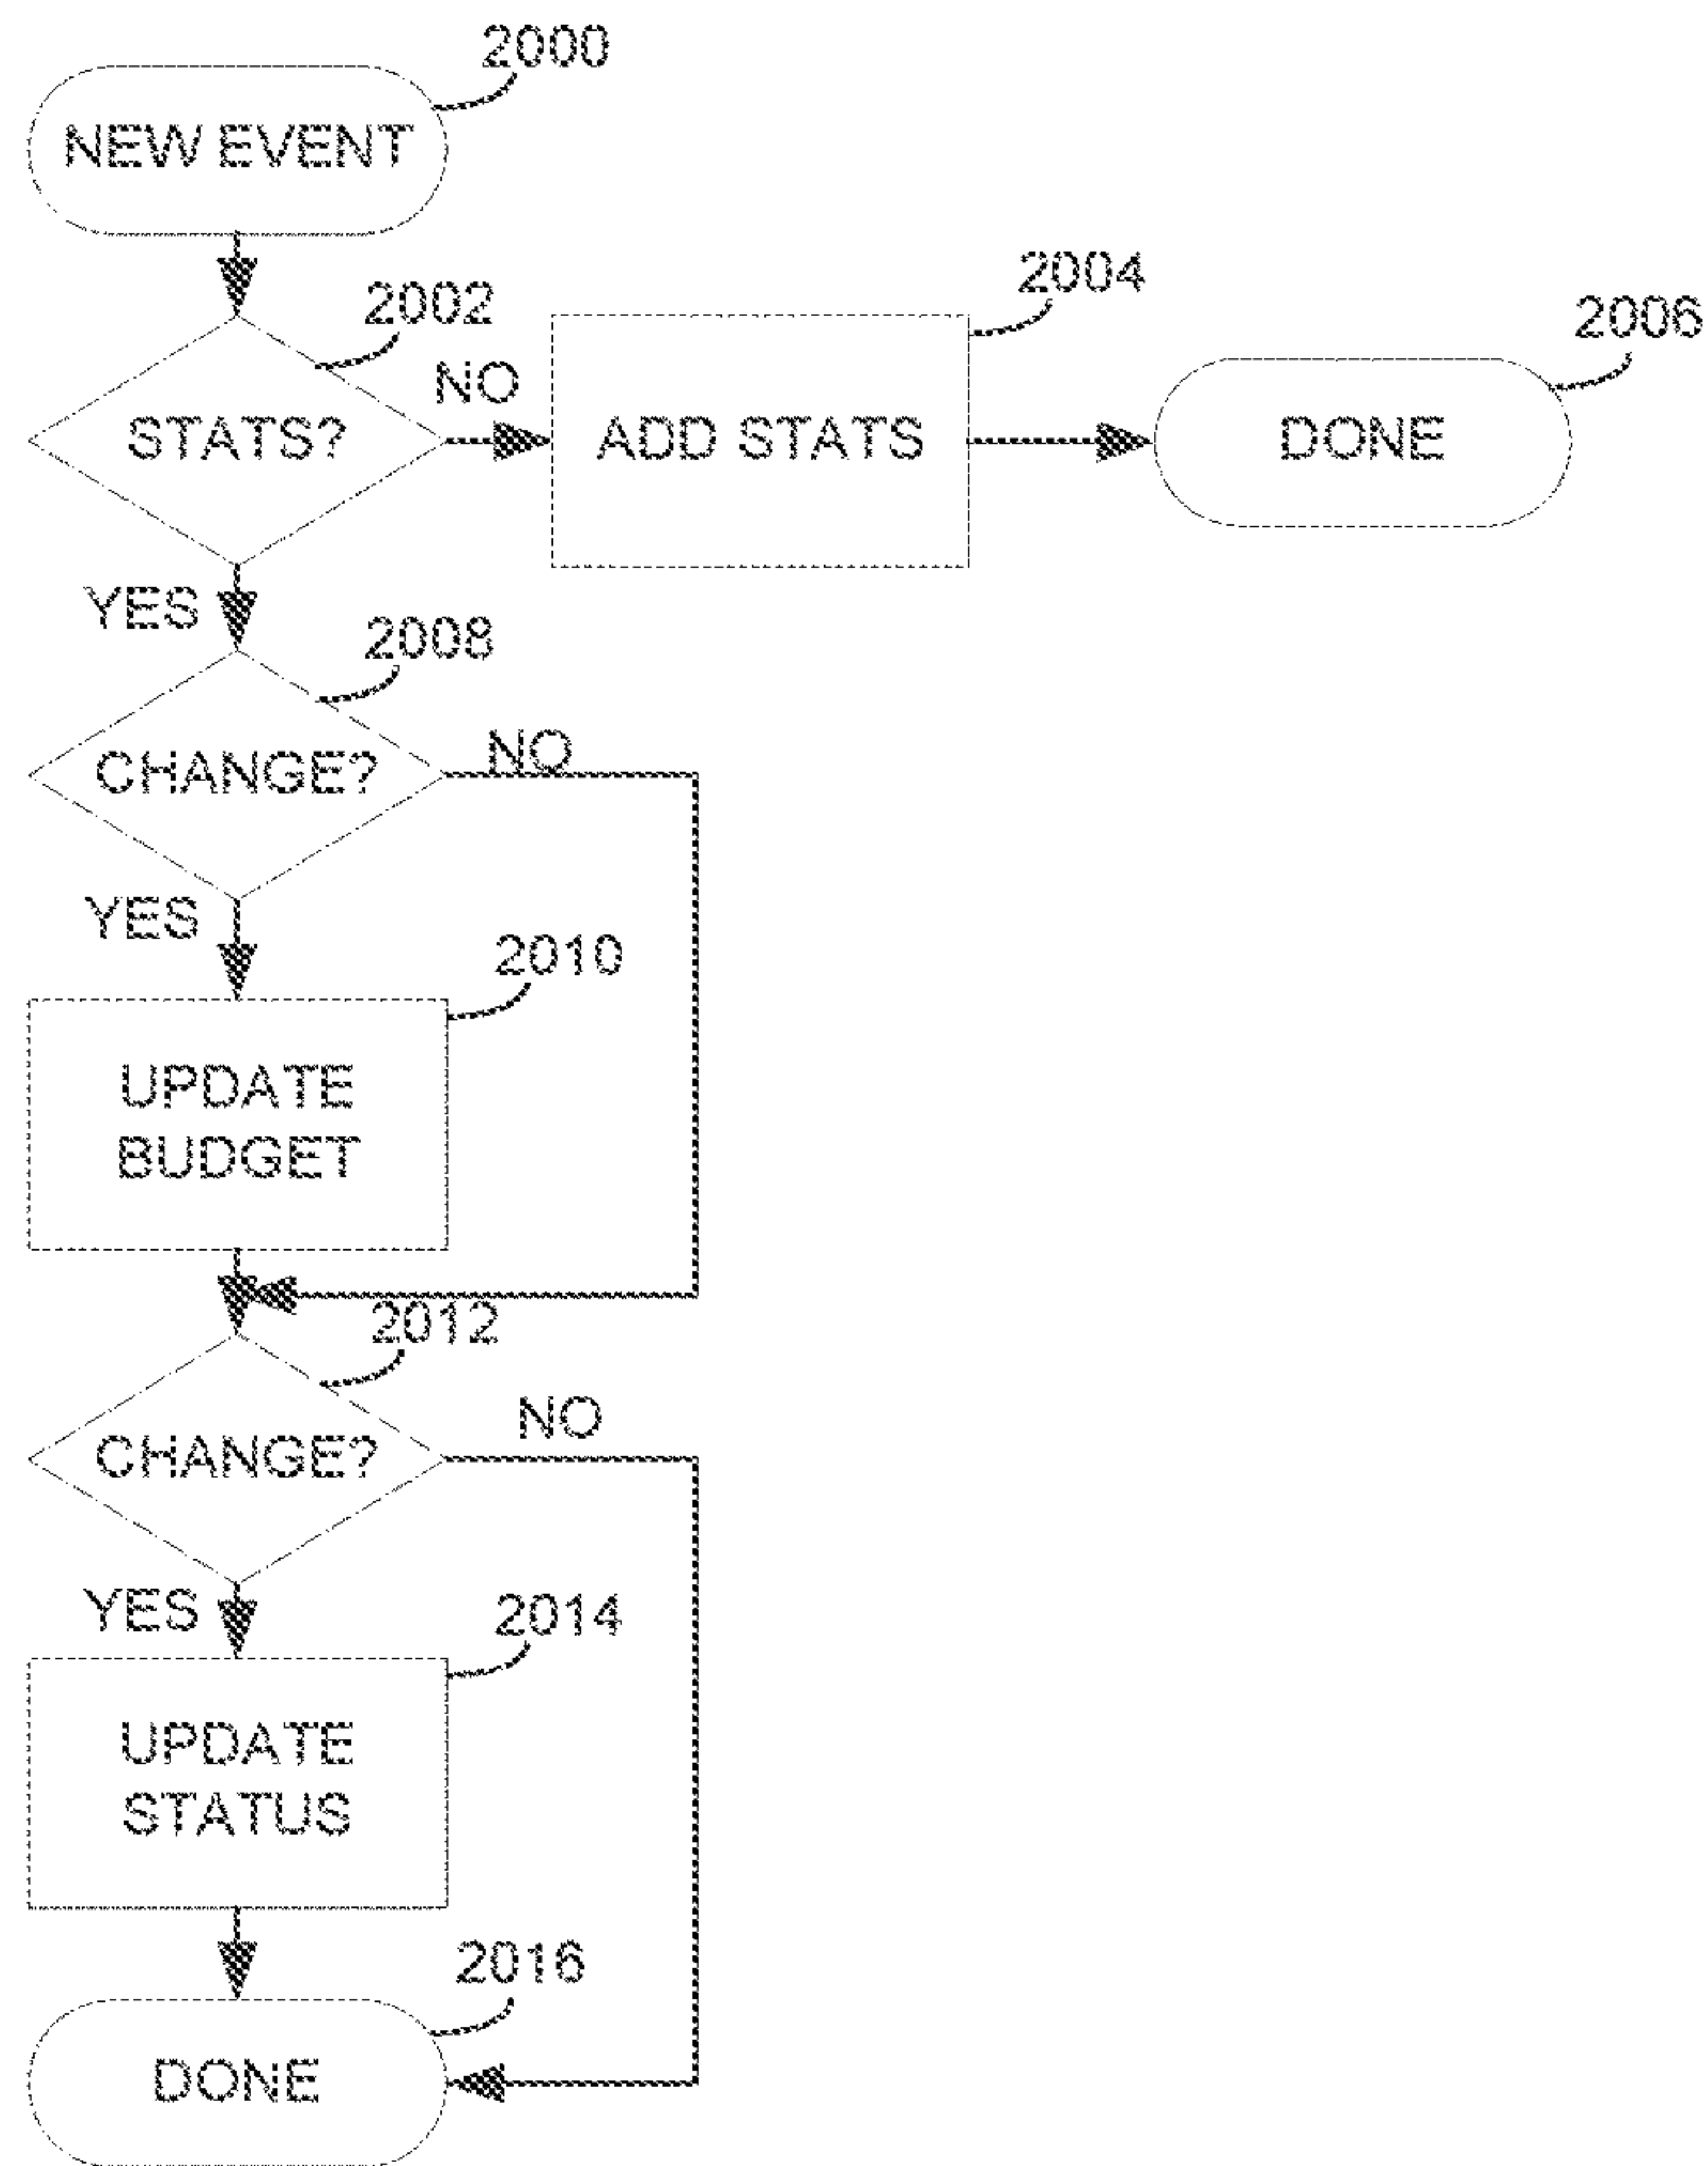 2000
NEW EVENT
2002
2004
2006
NO
STATS?
ADD STATS
DONE
YES
2008
NO
CHANGE?
YES
2010
UPDATE
BUDGET
2012
NO
CHANGE?
YES
2014
UPDATE
STATUS
2016
DONE